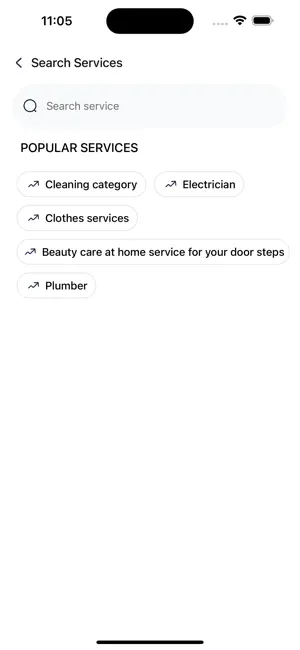 11:05
Search Services
Search service
POPULAR SERVICES
Cleaning category
Electrician
Clothes services
Beauty care at home service for your door steps
Plumber